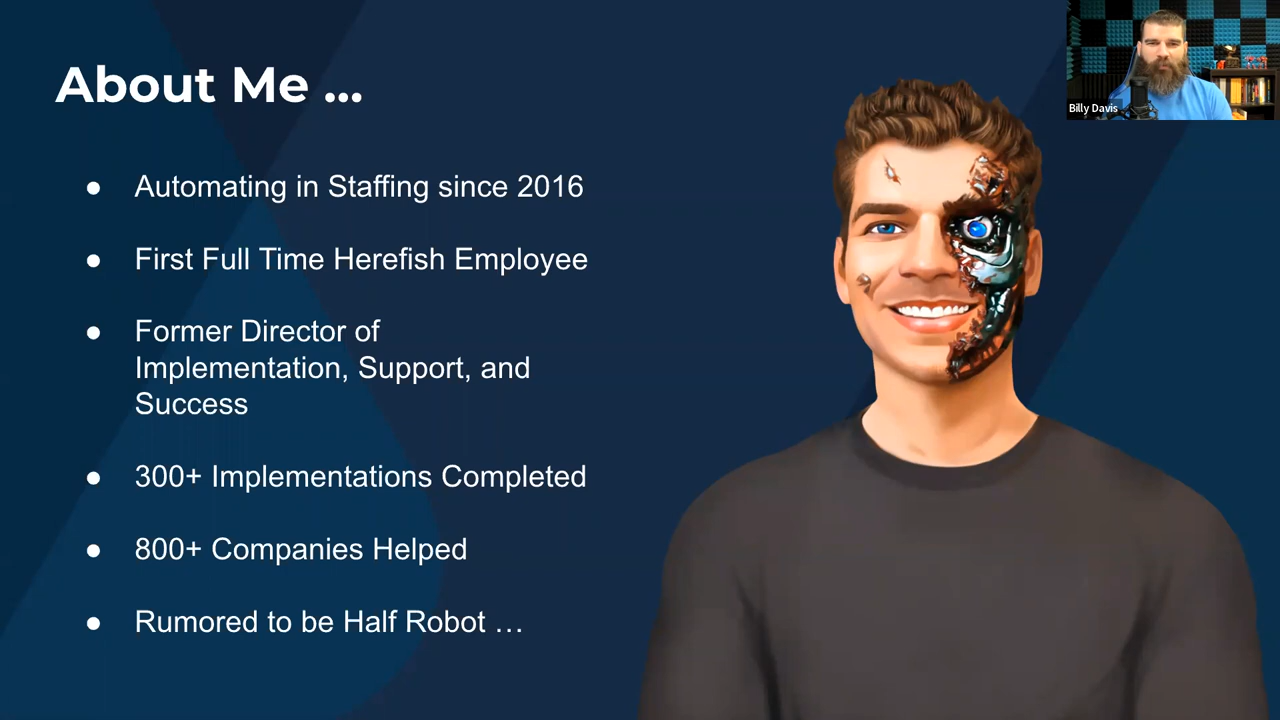 About Me ...
● Automating in Staffing since 2016
● First Full Time Herefish Employee
● Former Director of
Implementation, Support, and
Success
● 300+ Implementations Completed
● 800+ Companies Helped
● Rumored to be Half Robot …
Billy Davis